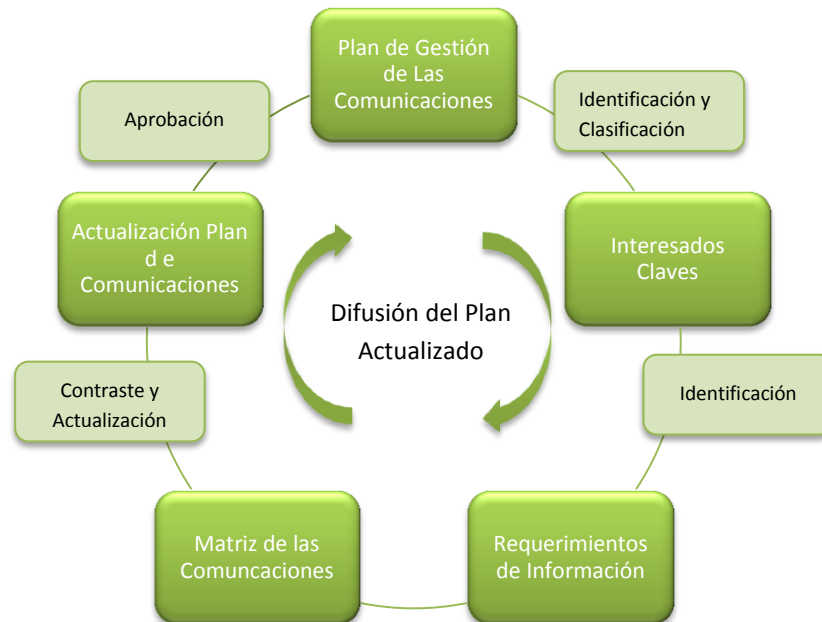 Plan de Gestión
de Las
Comunicaciones
Identificación y
Clasificación
Interesados
Claves
Identificación
Requerimientos
de Información
Matriz de las
Comuncaciones
Contraste y
Actualización
Actualización Plan
d e
Comunicaciones
Aprobación
Difusión del Plan
Actualizado